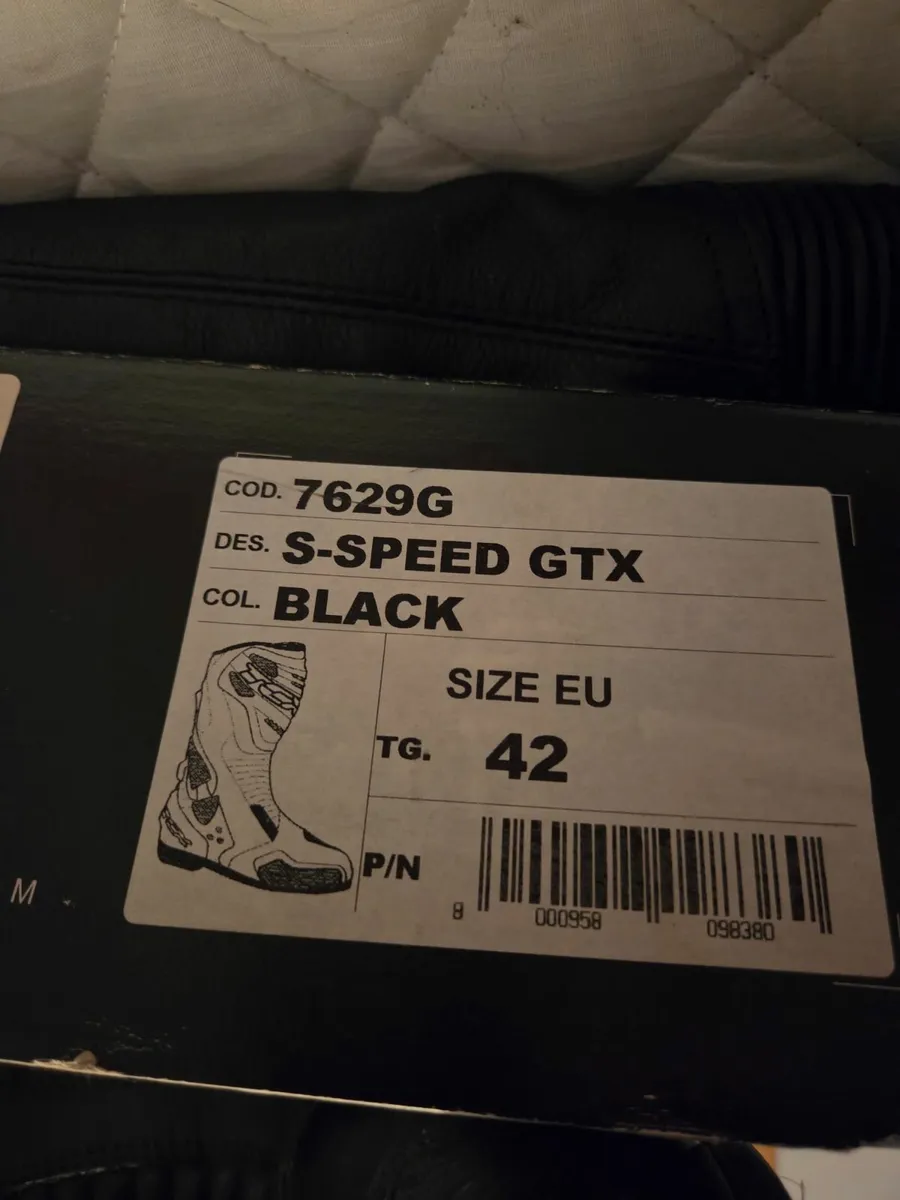 COD. 7629G
DES. S-SPEED GTX
COL. BLACK
SIZE EU
TG. 42
P/N
8 000958 098380
M